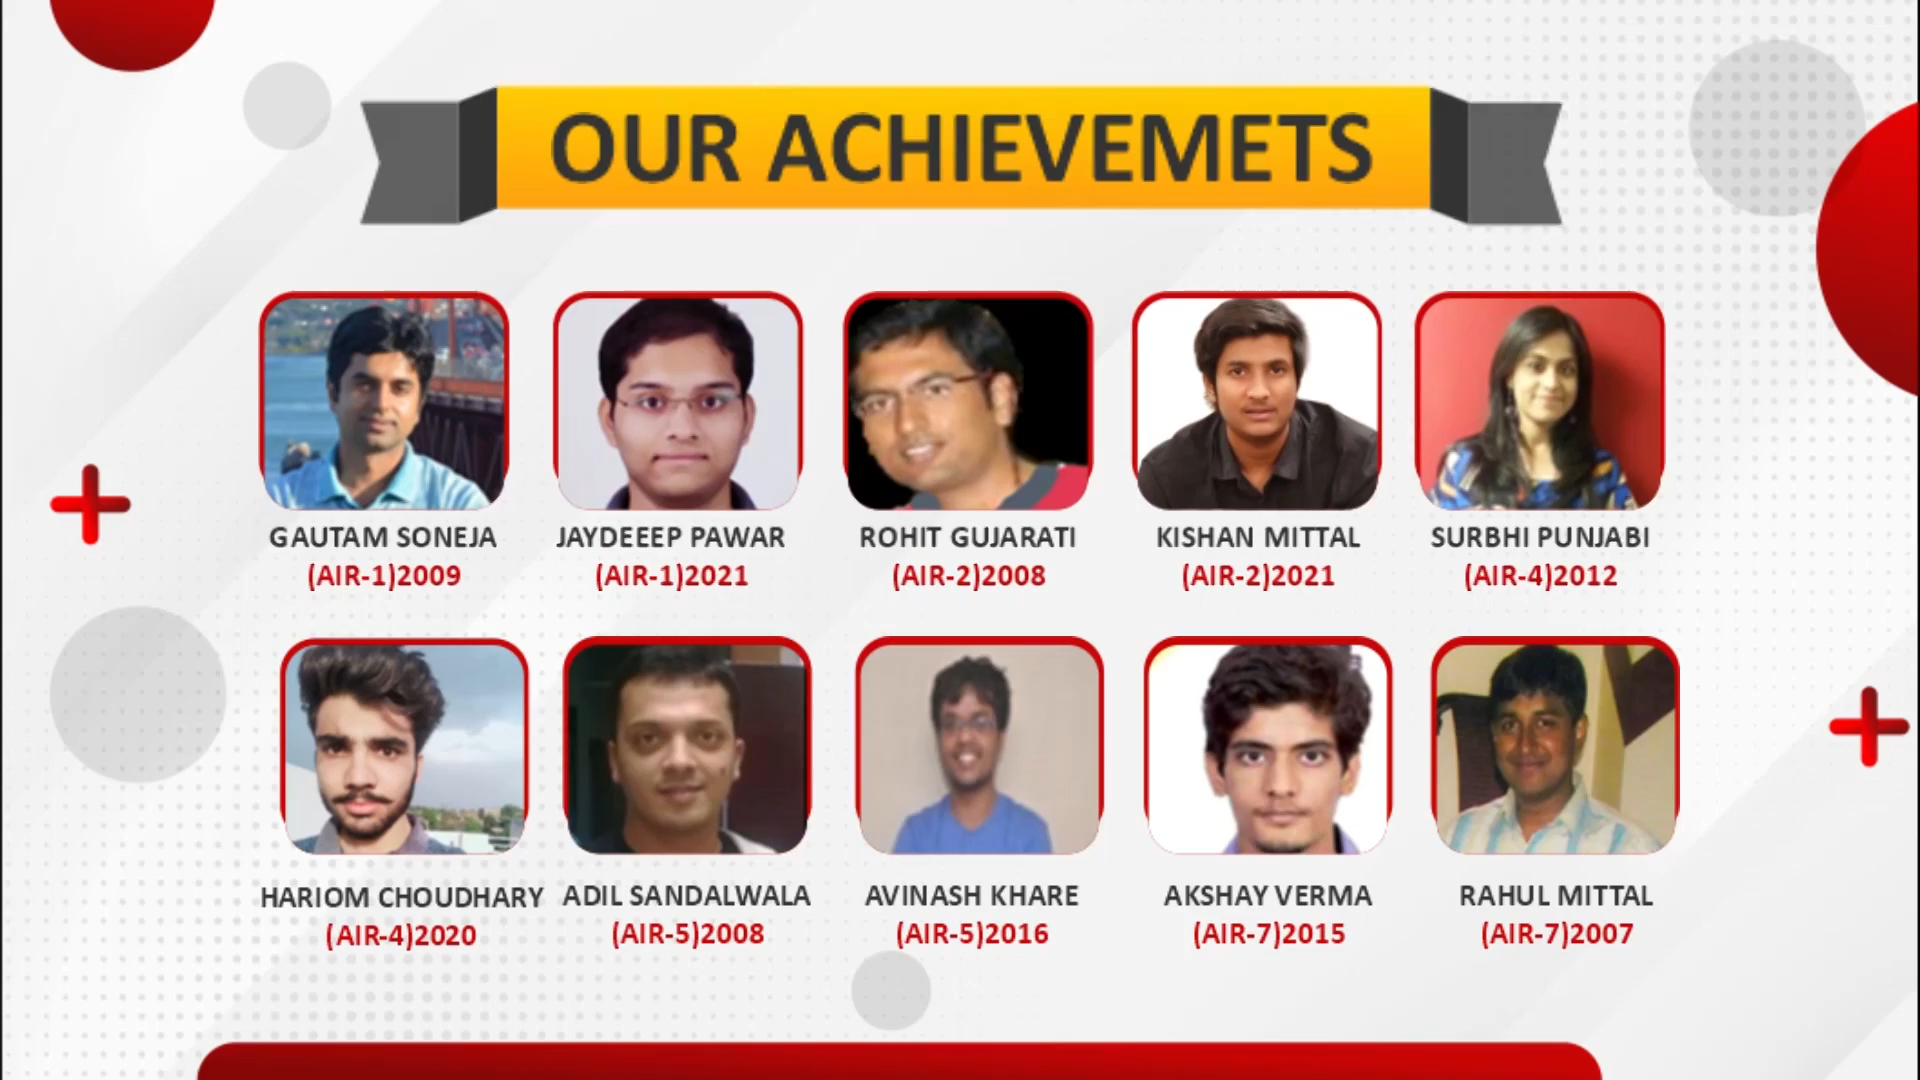 OUR ACHIEVEMETS
GAUTAM SONEJA
(AIR-1)2009
JAYDEEEP PAWAR
(AIR-1)2021
ROHIT GUJARATI
(AIR-2)2008
KISHAN MITTAL
(AIR-2)2021
SURBHI PUNJABI
(AIR-4)2012
HARIOM CHOUDHARY
(AIR-4)2020
ADIL SANDALWALA
(AIR-5)2008
AVINASH KHARE
(AIR-5)2016
AKSHAY VERMA
(AIR-7)2015
RAHUL MITTAL
(AIR-7)2007